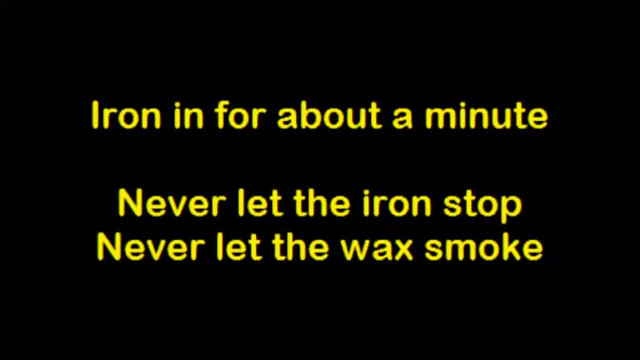 Iron in for about a minute
Never let the iron stop
Never let the wax smoke